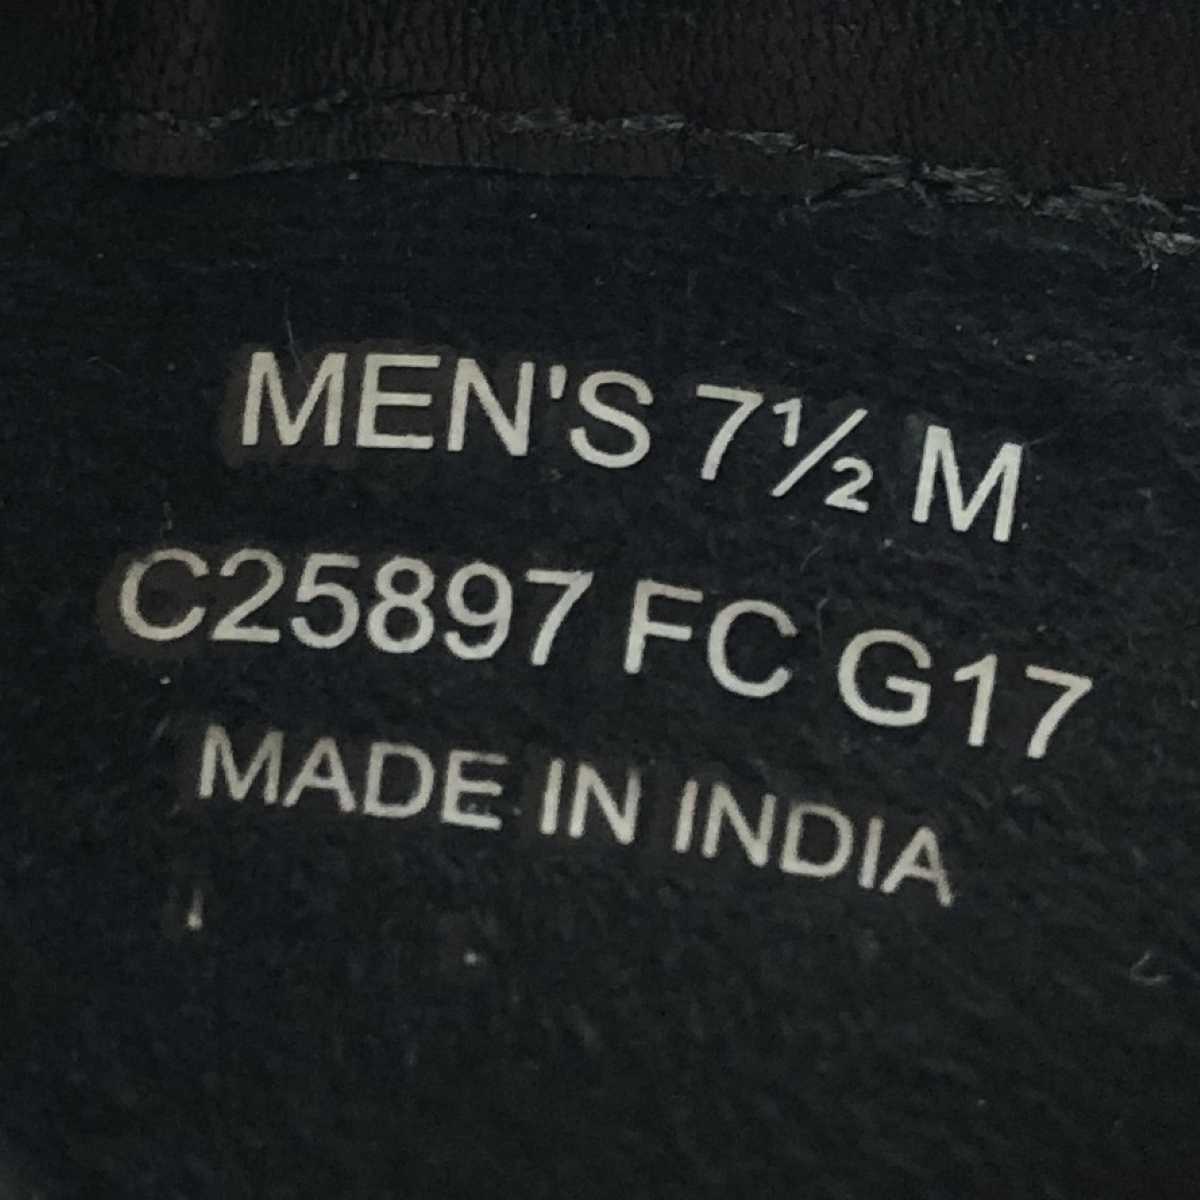 MEN'S 7½ M
C25897 FC G17
MADE IN INDIA